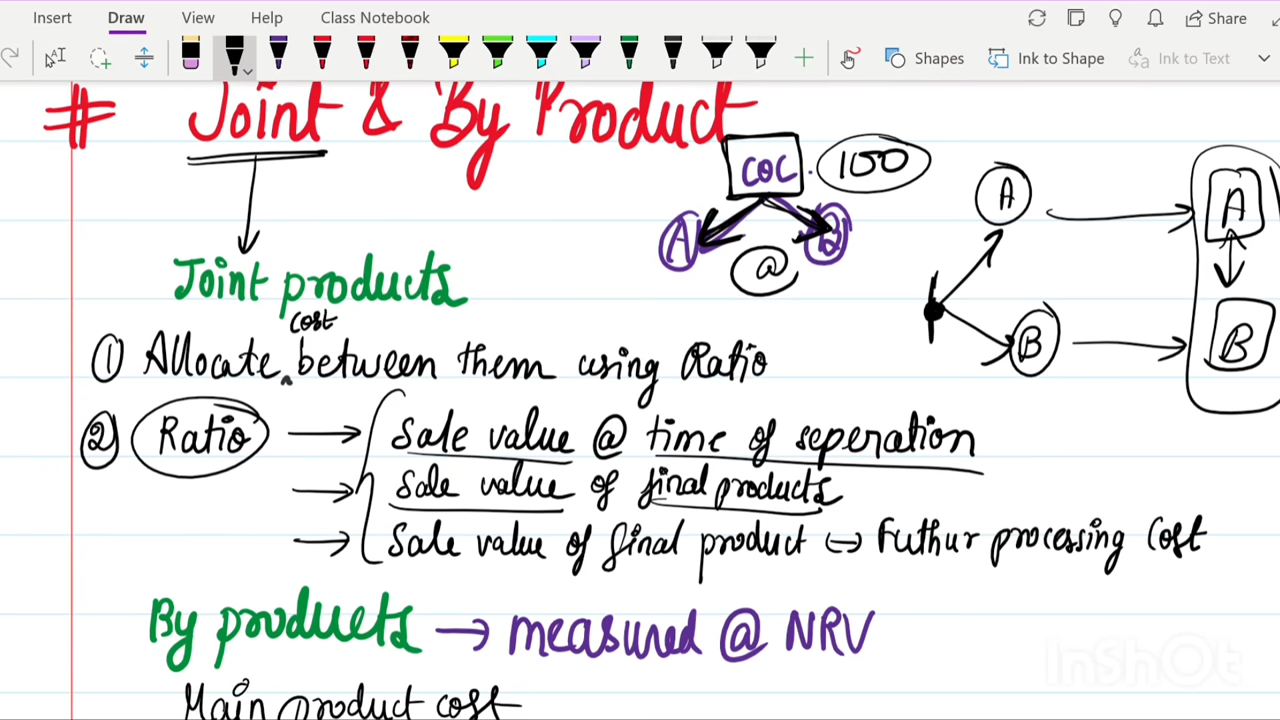 Insert Draw View Help Class Notebook Share
Shapes Ink to Shape Ink to Text
# Joint & By Product
COC 100
A @ B
A A
B B
Joint products
① Allocate cost between them using Ratio
② Ratio → Sale value @ time of seperation
→ Sale value of final products
→ Sale value of final product (-) Futhur processing Cost
By products → measured @ NRV
Main product cost
InShOt